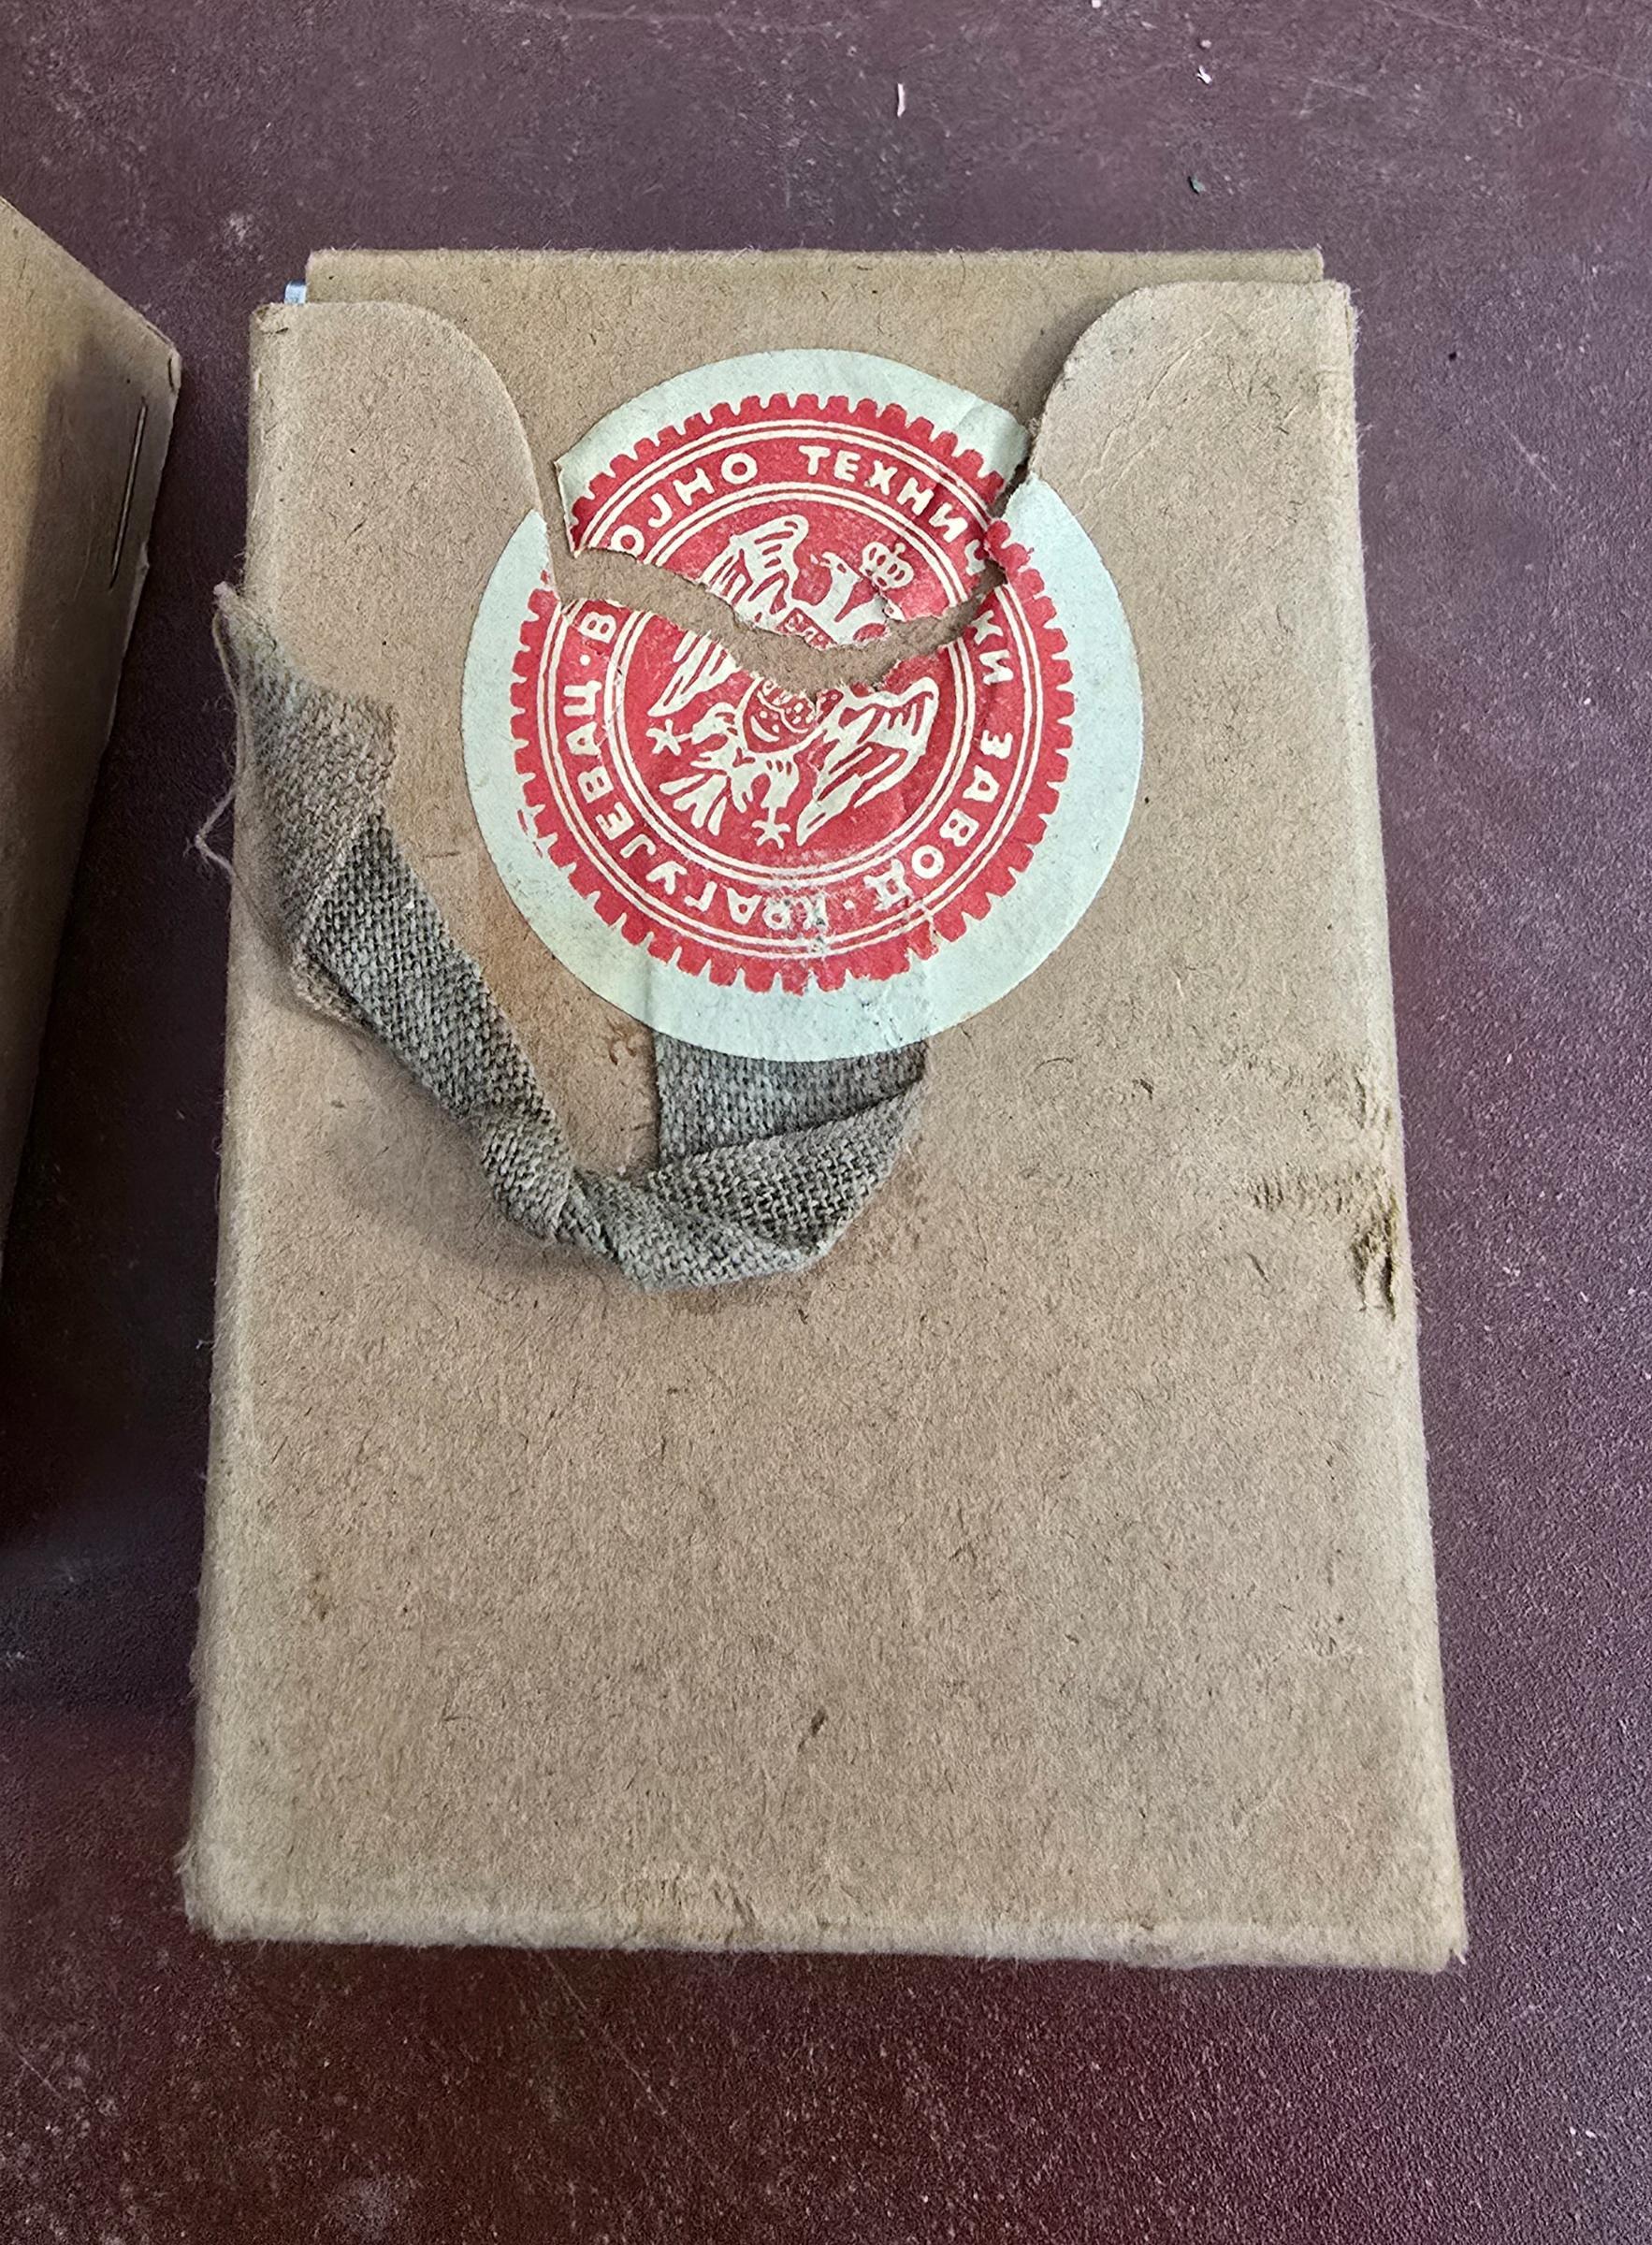 ВОЈНО ТЕХНИЧКИ ЗАВОД · КРАГУЈЕВАЦ ·